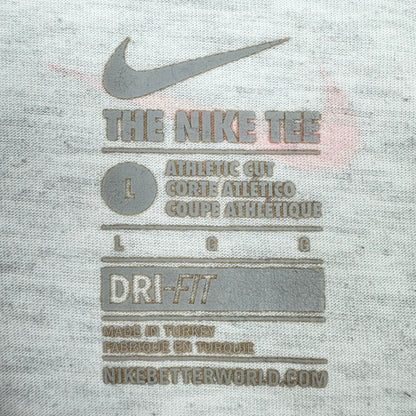 THE NIKE TEE
L
ATHLETIC CUT
CORTE ATLÉTICO
COUPE ATHLÉTIQUE
L G G
DRI-FIT
MADE IN TURKEY
FABRIQUÉ EN TURQUIE
NIKEBETTERWORLD.COM